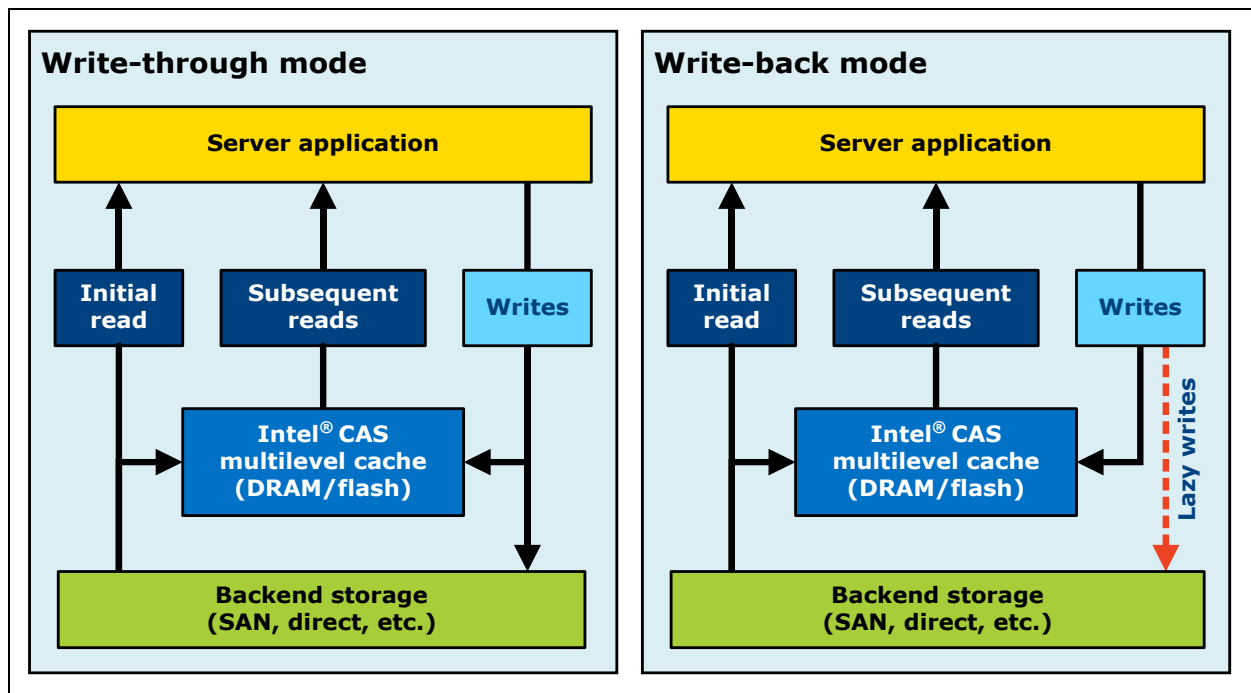 Write-through mode
Server application
Initial
read
Subsequent
reads
Writes
Intel® CAS
multilevel cache
(DRAM/flash)
Backend storage
(SAN, direct, etc.)
Write-back mode
Server application
Initial
read
Subsequent
reads
Writes
Lazy writes
Intel® CAS
multilevel cache
(DRAM/flash)
Backend storage
(SAN, direct, etc.)